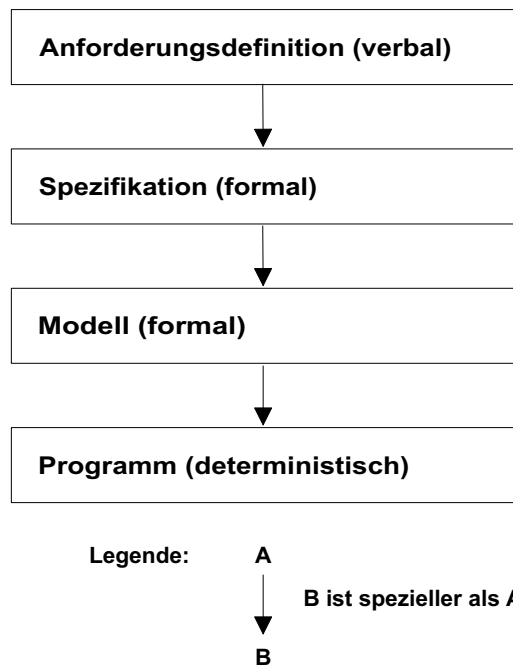 Anforderungsdefinition (verbal)
Spezifikation (formal)
Modell (formal)
Programm (deterministisch)
Legende: A
B ist spezieller als A
B